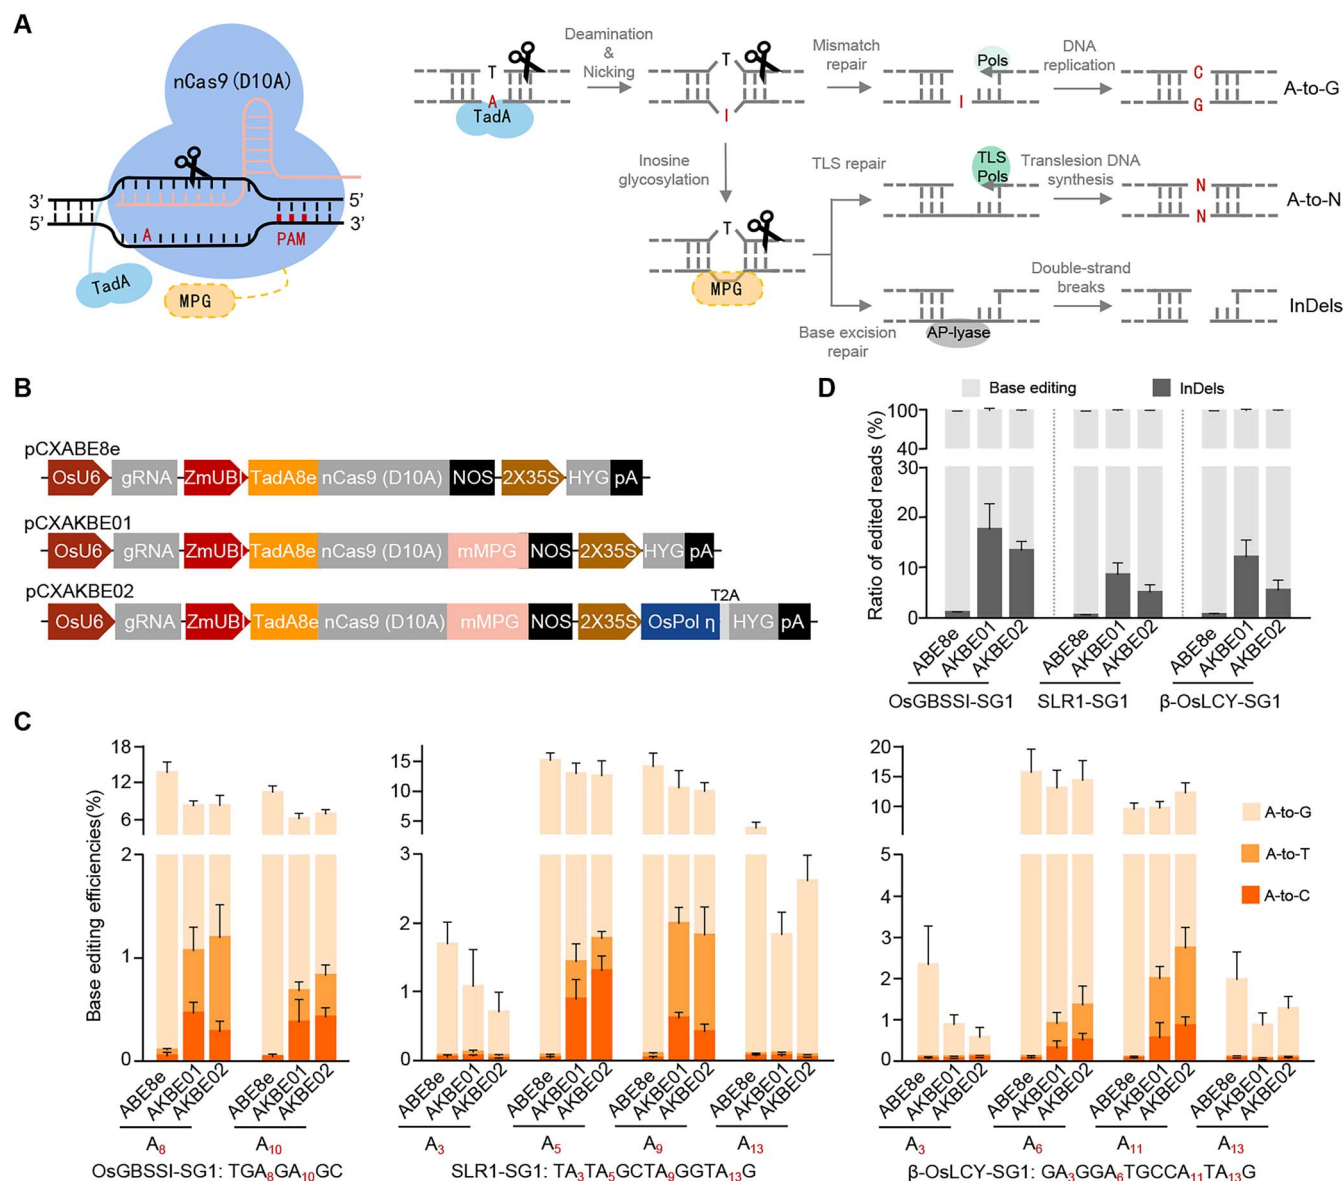 A
nCas9 (D10A)
3'
5'
5'
3'
A
PAM
TadA
MPG
T
A
TadA
Deamination
&
Nicking
T
I
Mismatch
repair
Pols
I
DNA
replication
C
G
A-to-G
Inosine
glycosylation
T
MPG
TLS repair
TLS
Pols
Translesion DNA
synthesis
N
N
A-to-N
Base excision
repair
AP-lyase
Double-strand
breaks
InDels
B
pCXABE8e
OsU6 gRNA ZmUBI TadA8e nCas9 (D10A) NOS 2X35S HYG pA
pCXAKBE01
OsU6 gRNA ZmUBI TadA8e nCas9 (D10A) mMPG NOS 2X35S HYG pA
pCXAKBE02
T2A
OsU6 gRNA ZmUBI TadA8e nCas9 (D10A) mMPG NOS 2X35S OsPol η HYG pA
D
Base editing InDels
Ratio of edited reads (%)
100
40
30
20
10
0
ABE8e AKBE01 AKBE02 ABE8e AKBE01 AKBE02 ABE8e AKBE01 AKBE02
OsGBSSI-SG1 SLR1-SG1 β-OsLCY-SG1
C
Base editing efficiencies(%)
18
12
6
2
1
0
ABE8e AKBE01 AKBE02 ABE8e AKBE01 AKBE02
A8 A10
OsGBSSI-SG1: TGA8GA10GC
15
10
5
3
2
1
0
ABE8e AKBE01 AKBE02 ABE8e AKBE01 AKBE02 ABE8e AKBE01 AKBE02 ABE8e AKBE01 AKBE02
A3 A5 A9 A13
SLR1-SG1: TA3TA5GCTA9GGTA13G
20
15
10
5
4
3
2
1
0
ABE8e AKBE01 AKBE02 ABE8e AKBE01 AKBE02 ABE8e AKBE01 AKBE02 ABE8e AKBE01 AKBE02
A3 A6 A11 A13
β-OsLCY-SG1: GA3GGA6TGCCA11TA13G
A-to-G
A-to-T
A-to-C